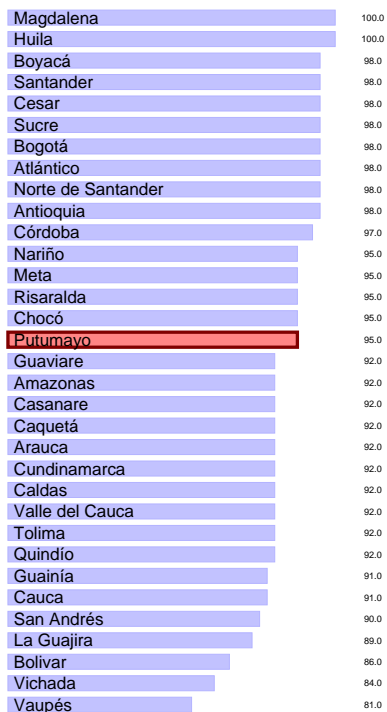 Magdalena 100.0
Huila 100.0
Boyacá 98.0
Santander 98.0
Cesar 98.0
Sucre 98.0
Bogotá 98.0
Atlántico 98.0
Norte de Santander 98.0
Antioquia 98.0
Córdoba 97.0
Nariño 95.0
Meta 95.0
Risaralda 95.0
Chocó 95.0
Putumayo 95.0
Guaviare 92.0
Amazonas 92.0
Casanare 92.0
Caquetá 92.0
Arauca 92.0
Cundinamarca 92.0
Caldas 92.0
Valle del Cauca 92.0
Tolima 92.0
Quindío 92.0
Guainía 91.0
Cauca 91.0
San Andrés 90.0
La Guajira 89.0
Bolivar 86.0
Vichada 84.0
Vaupés 81.0